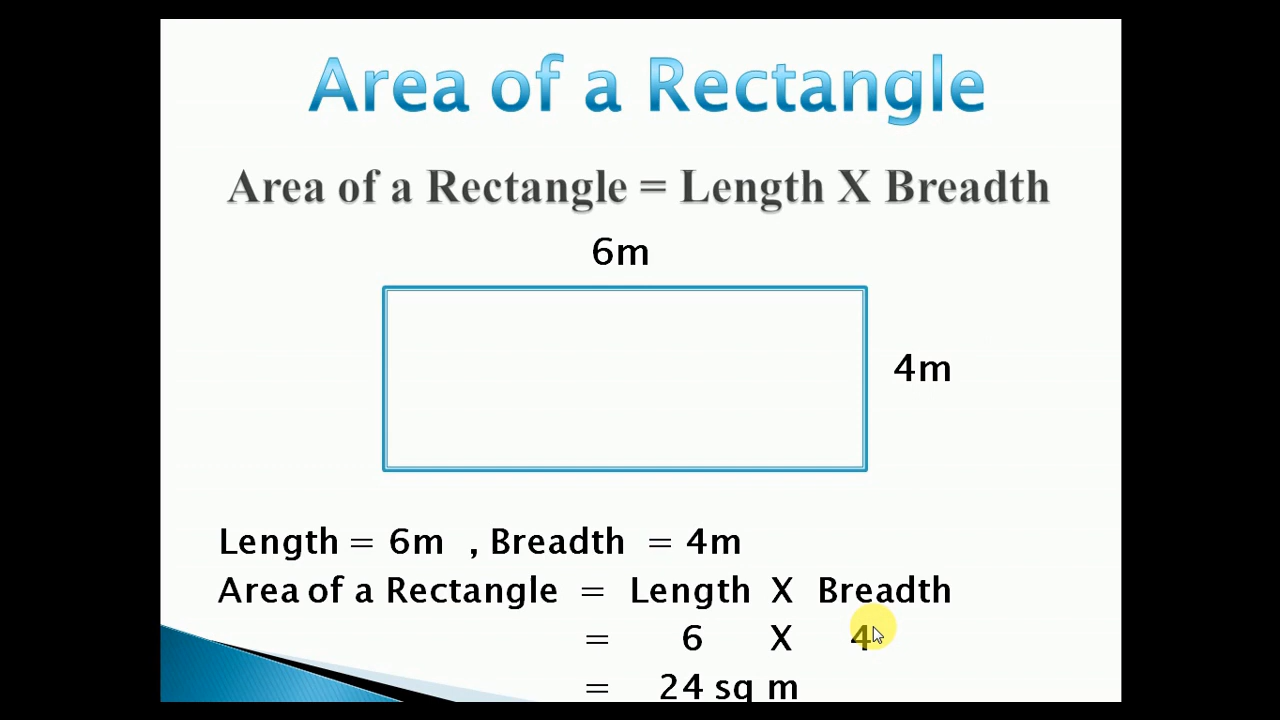 Area of a Rectangle
Area of a Rectangle = Length X Breadth
6m
4m
Length = 6m , Breadth = 4m
Area of a Rectangle = Length X Breadth
= 6 X 4
= 24 sq m